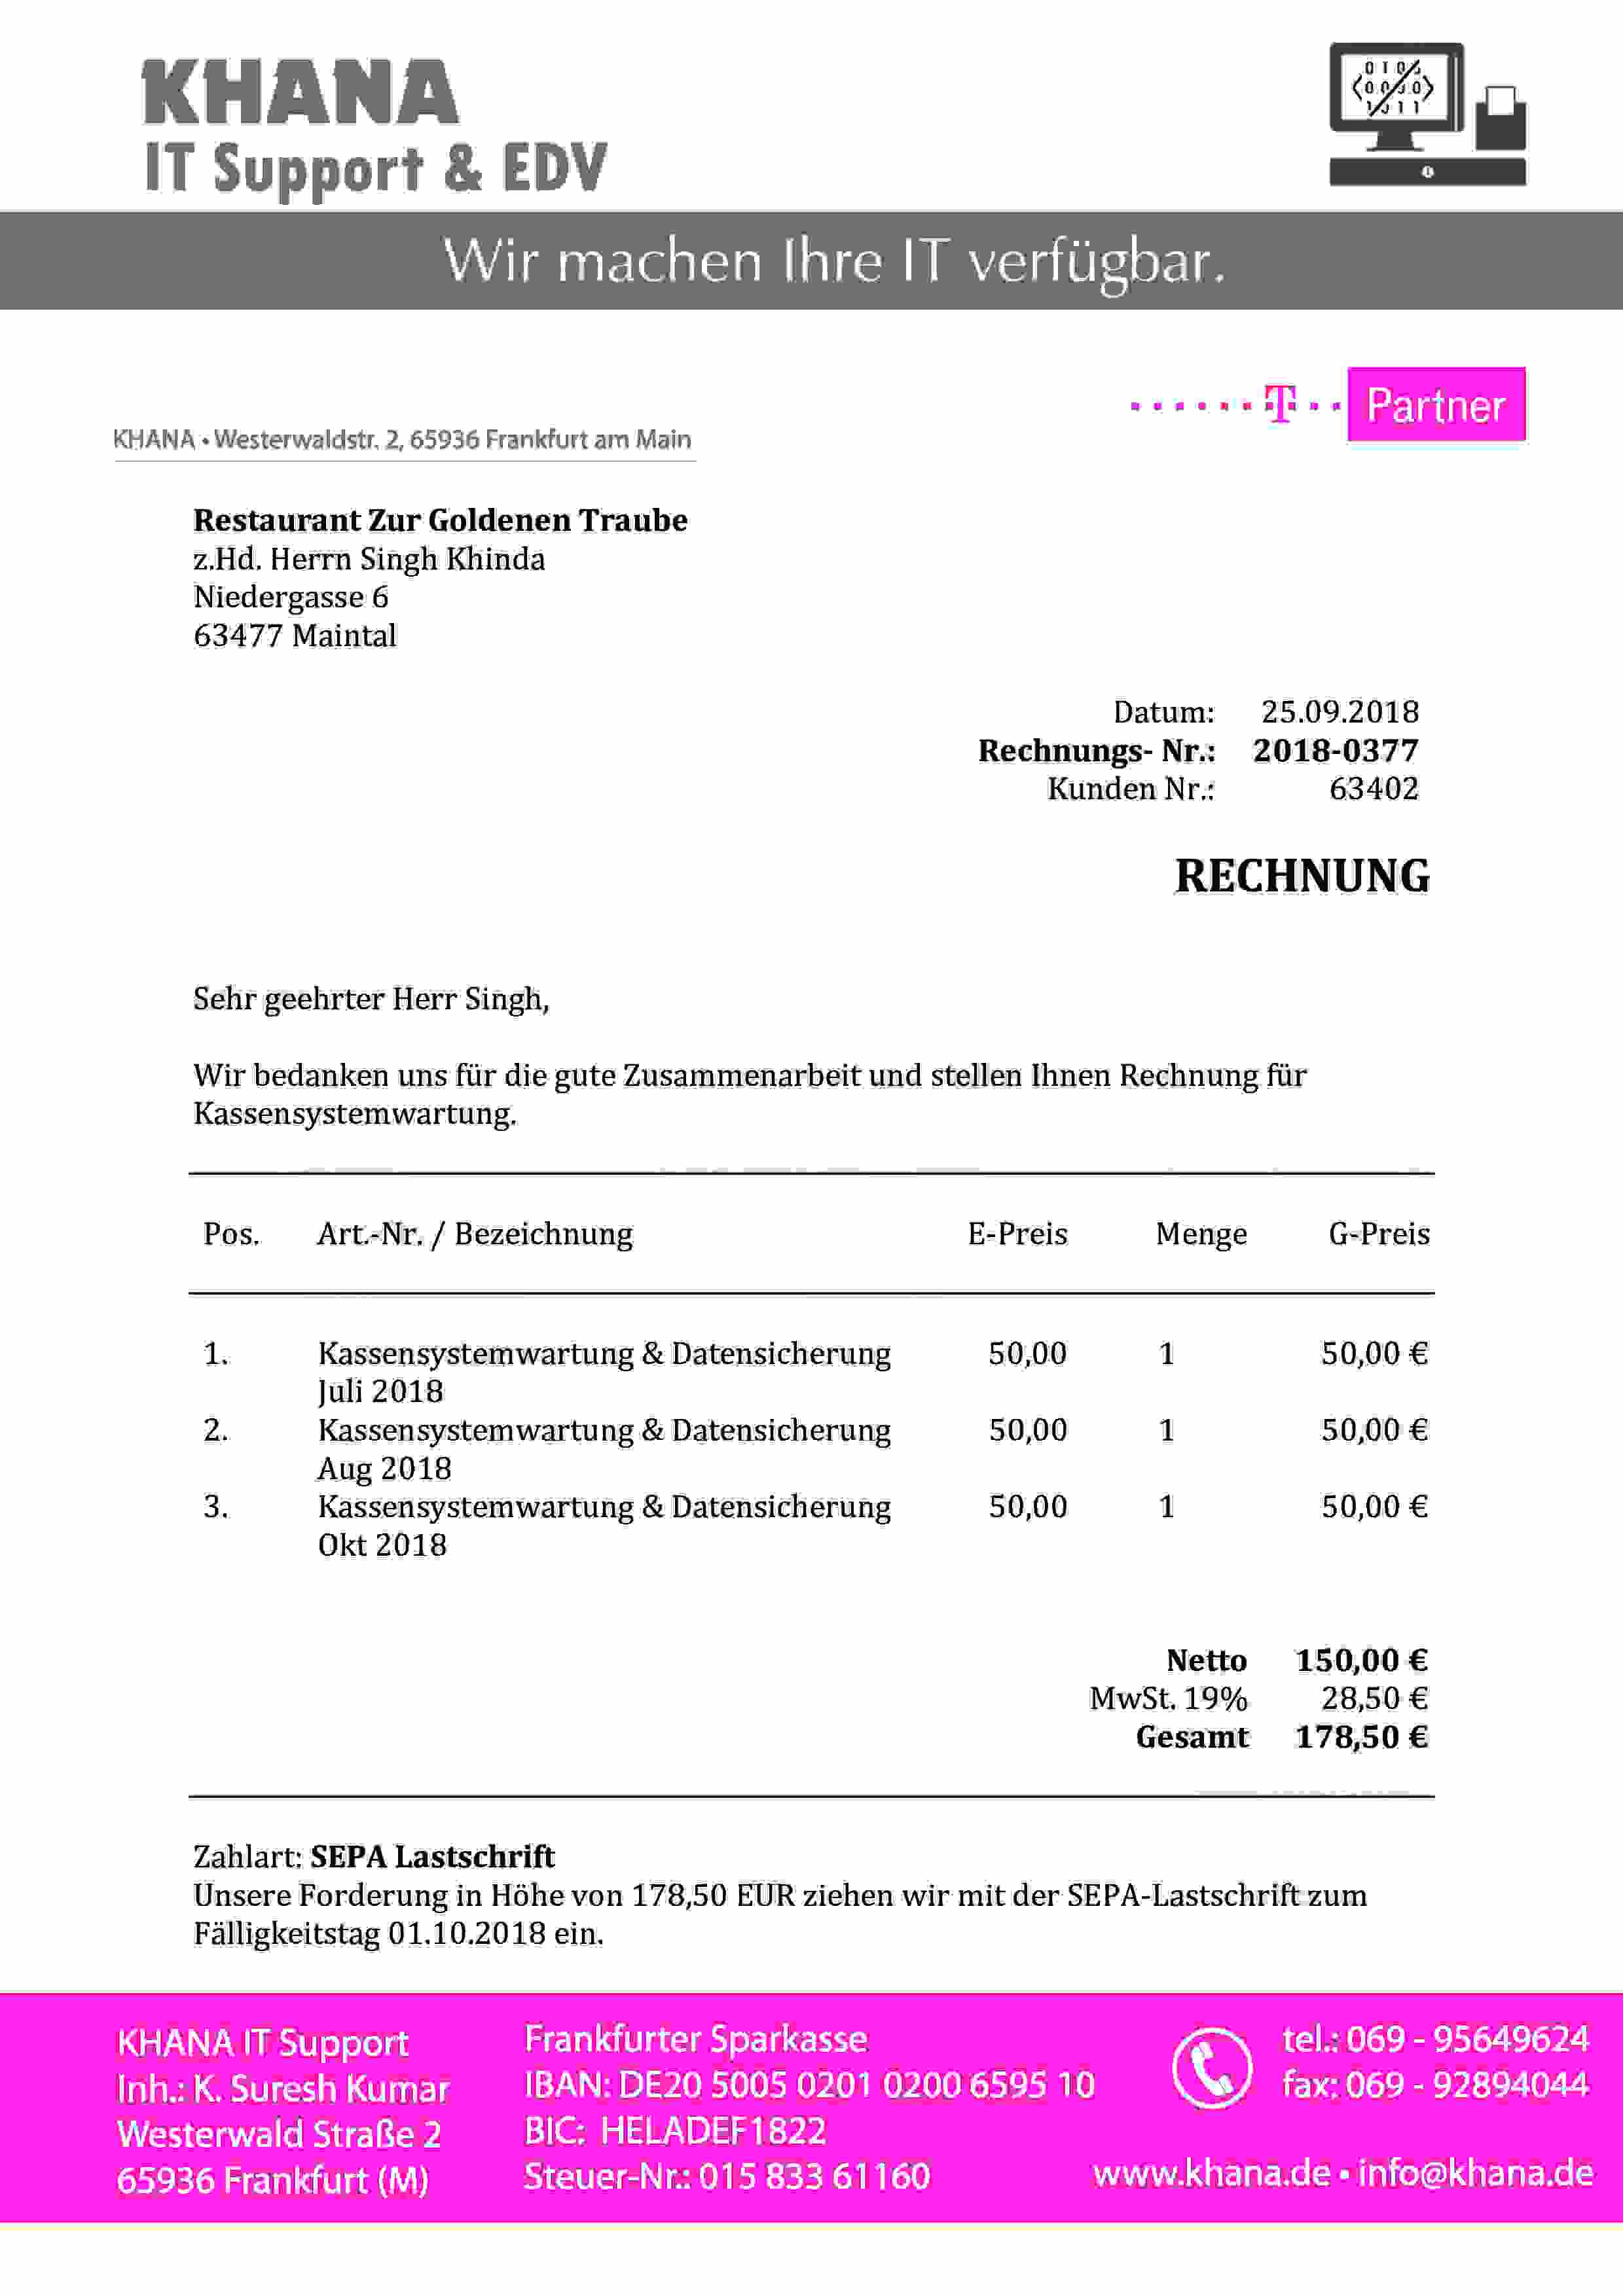 KHANA
IT Support & EDV
Wir machen Ihre IT verfügbar.
T Partner
KHANA • Westerwaldstr. 2, 65936 Frankfurt am Main
Restaurant Zur Goldenen Traube
z.Hd. Herrn Singh Khinda
Niedergasse 6
63477 Maintal
Datum: 25.09.2018
Rechnungs- Nr.: 2018-0377
Kunden Nr.: 63402
RECHNUNG
Sehr geehrter Herr Singh,
Wir bedanken uns für die gute Zusammenarbeit und stellen Ihnen Rechnung für
Kassensystemwartung.
Pos. Art.-Nr. / Bezeichnung E-Preis Menge G-Preis
1. Kassensystemwartung & Datensicherung 50,00 1 50,00 €
Juli 2018
2. Kassensystemwartung & Datensicherung 50,00 1 50,00 €
Aug 2018
3. Kassensystemwartung & Datensicherung 50,00 1 50,00 €
Okt 2018
Netto 150,00 €
MwSt. 19% 28,50 €
Gesamt 178,50 €
Zahlart: SEPA Lastschrift
Unsere Forderung in Höhe von 178,50 EUR ziehen wir mit der SEPA-Lastschrift zum
Fälligkeitstag 01.10.2018 ein.
KHANA IT Support
Inh.: K. Suresh Kumar
Westerwald Straße 2
65936 Frankfurt (M)
Frankfurter Sparkasse
IBAN: DE20 5005 0201 0200 6595 10
BIC: HELADEF1822
Steuer-Nr.: 015 833 61160
tel.: 069 - 95649624
fax: 069 - 92894044
www.khana.de • info@khana.de